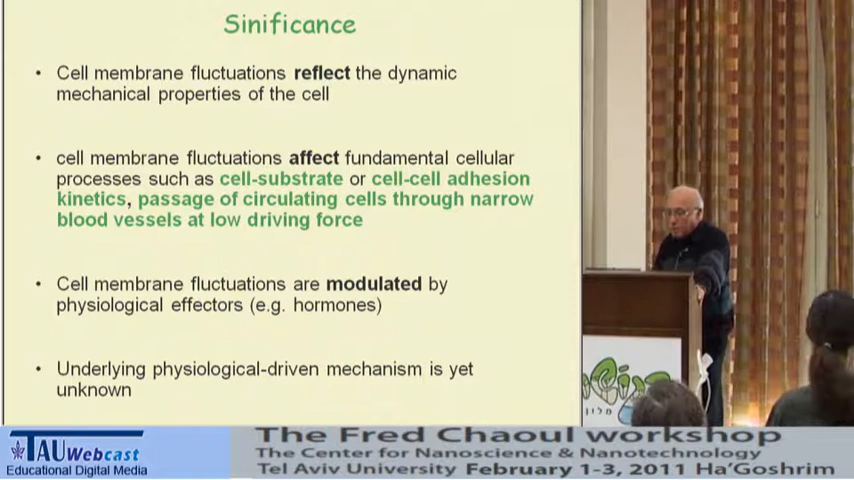 Sinificance
• Cell membrane fluctuations reflect the dynamic
mechanical properties of the cell
• cell membrane fluctuations affect fundamental cellular
processes such as cell-substrate or cell-cell adhesion
kinetics, passage of circulating cells through narrow
blood vessels at low driving force
• Cell membrane fluctuations are modulated by
physiological effectors (e.g. hormones)
• Underlying physiological-driven mechanism is yet
unknown
מלון
TAU Webcast
Educational Digital Media
The Fred Chaoul workshop
The Center for Nanoscience & Nanotechnology
Tel Aviv University February 1-3, 2011 Ha'Goshrim